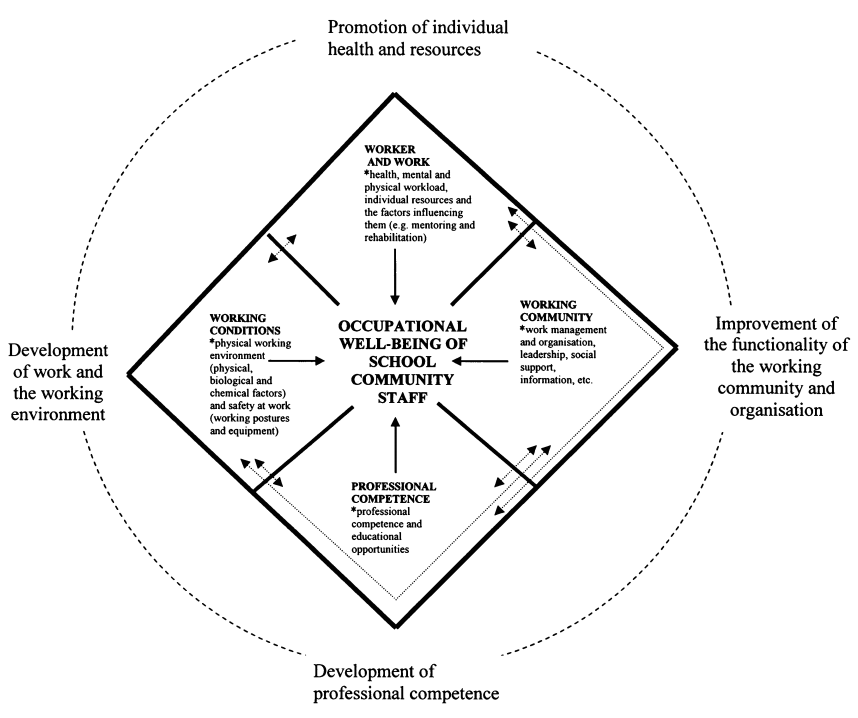 Promotion of individual
health and resources
WORKER
AND WORK
*health, mental and
physical workload,
individual resources and
the factors influencing
them (e.g. mentoring and
rehabilitation)
WORKING
CONDITIONS
*physical working
environment
(physical,
biological and
chemical factors)
and safety at work
(working postures
and equipment)
OCCUPATIONAL
WELL-BEING OF
SCHOOL
COMMUNITY
STAFF
WORKING
COMMUNITY
*work management
and organisation,
leadership, social
support,
information, etc.
Development
of work and
the working
environment
Improvement of
the functionality of
the working
community and
organisation
PROFESSIONAL
COMPETENCE
*professional
competence and
educational
opportunities
Development of
professional competence